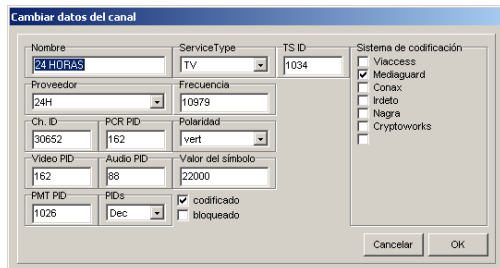 Cambiar datos del canal
Nombre
24 HORAS
ServiceType
TV
TS ID
1034
Proveedor
24H
Frecuencia
10979
Ch. ID
30652
PCR PID
162
Polaridad
vert
Video PID
162
Audio PID
88
Valor del símbolo
22000
PMT PID
1026
PIDs
Dec
codificado
bloqueado
Sistema de codificación
Viaccess
Mediaguard
Conax
Irdeto
Nagra
Cryptoworks
Cancelar
OK